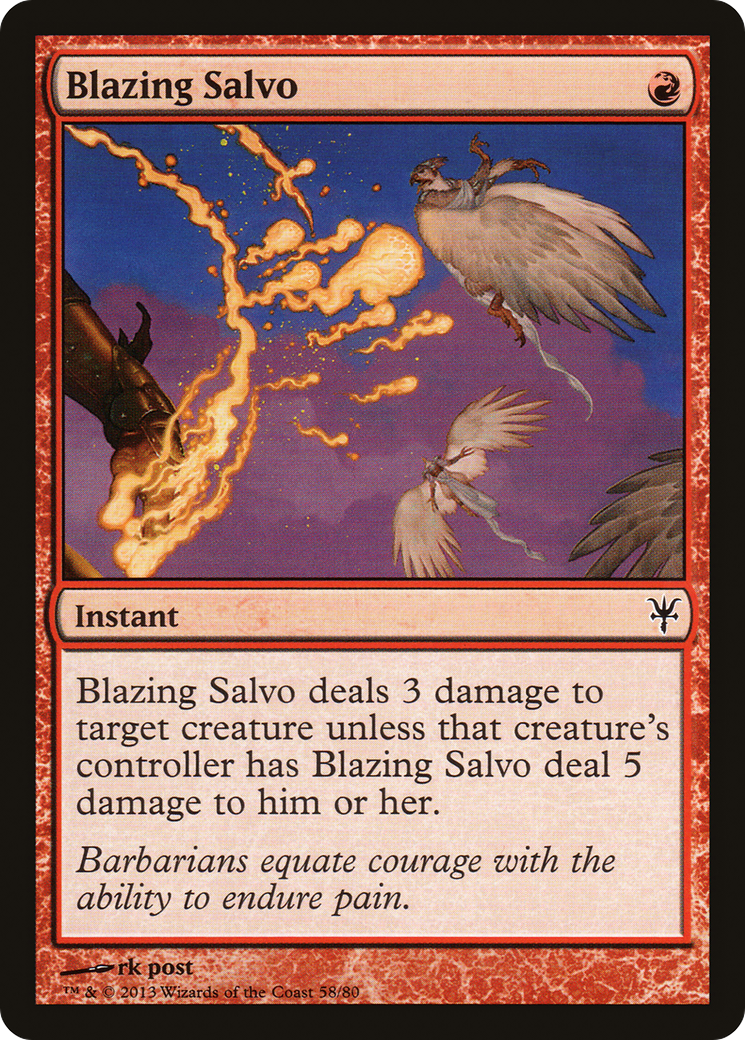 Blazing Salvo
Instant
Blazing Salvo deals 3 damage to
target creature unless that creature's
controller has Blazing Salvo deal 5
damage to him or her.
Barbarians equate courage with the
ability to endure pain.
rk post
™ & © 2013 Wizards of the Coast 58/80